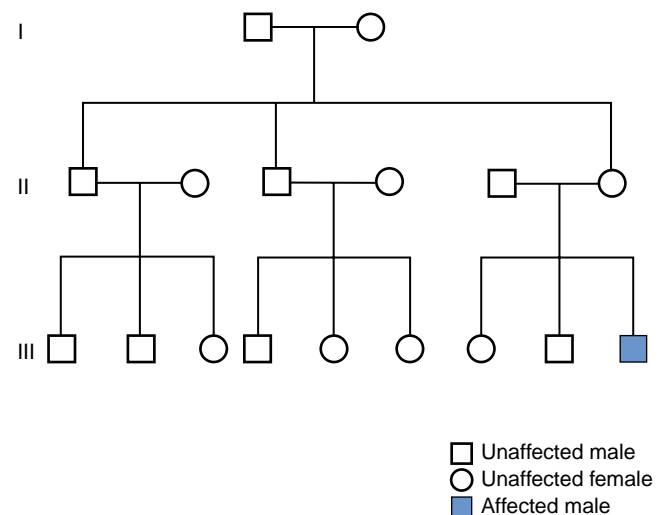 I
II
III
Unaffected male
Unaffected female
Affected male